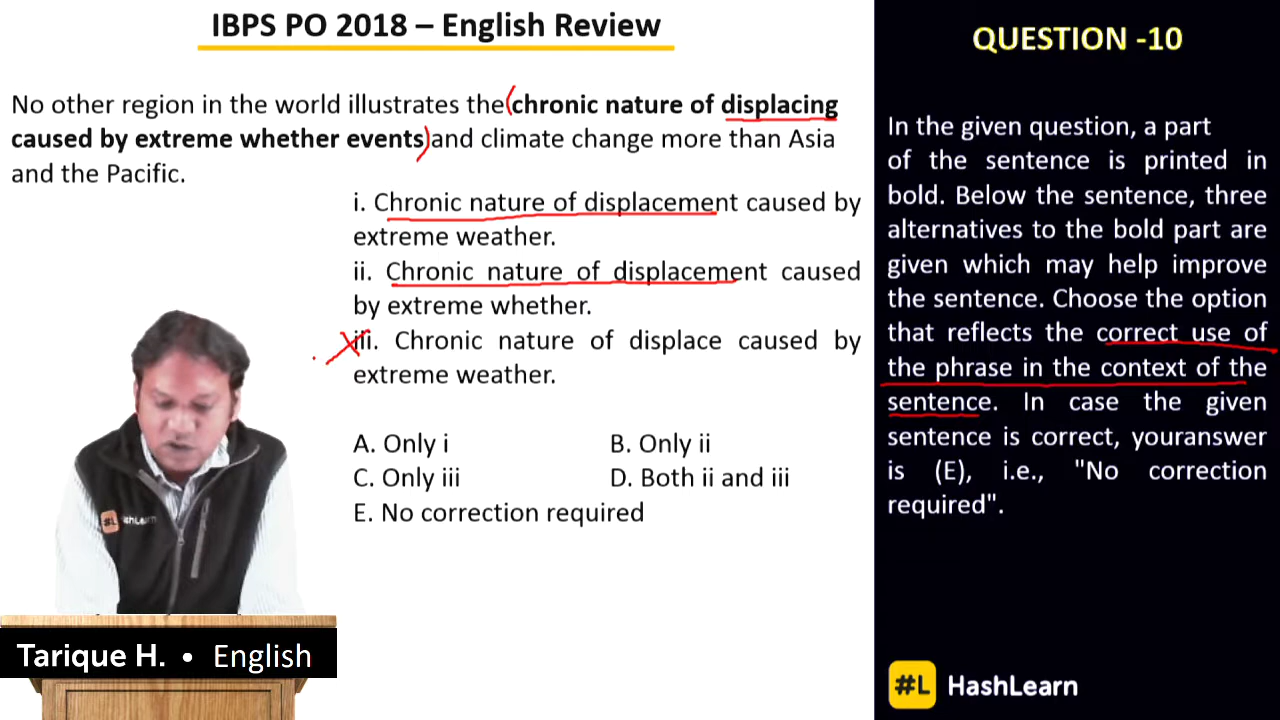 IBPS PO 2018 – English Review
No other region in the world illustrates the chronic nature of displacing
caused by extreme whether events and climate change more than Asia
and the Pacific.
i. Chronic nature of displacement caused by
extreme weather.
ii. Chronic nature of displacement caused
by extreme whether.
iii. Chronic nature of displace caused by
extreme weather.
A. Only i
B. Only ii
C. Only iii
D. Both ii and iii
E. No correction required
#L HashLearn
Tarique H. • English
QUESTION -10
In the given question, a part
of the sentence is printed in
bold. Below the sentence, three
alternatives to the bold part are
given which may help improve
the sentence. Choose the option
that reflects the correct use of
the phrase in the context of the
sentence. In case the given
sentence is correct, youranswer
is (E), i.e., "No correction
required".
#L HashLearn